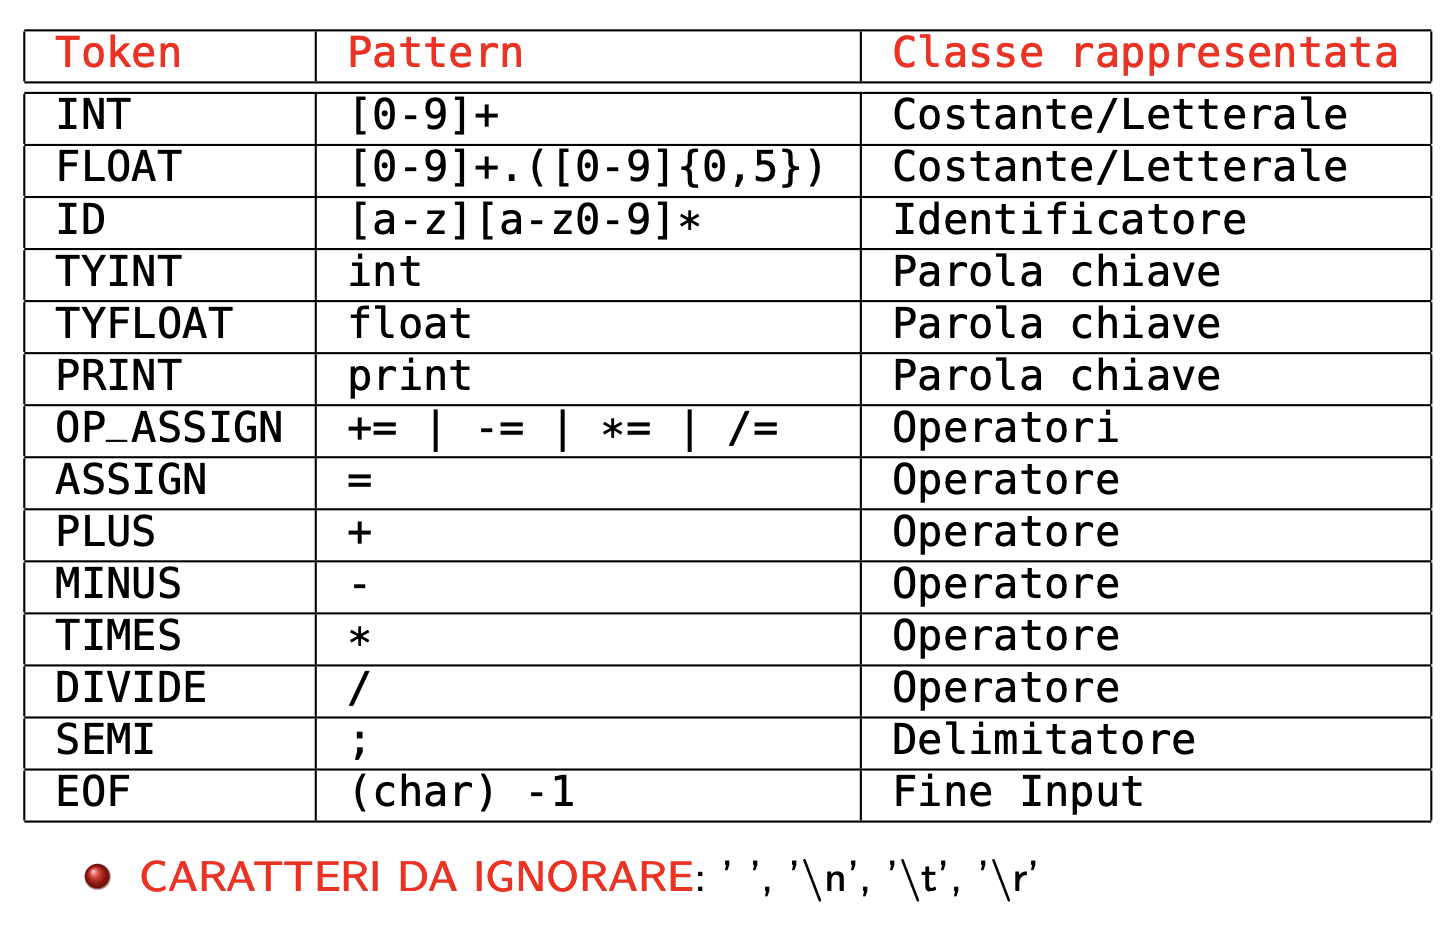 Token Pattern Classe rappresentata
INT [0-9]+ Costante/Letterale
FLOAT [0-9]+.([0-9]{0,5}) Costante/Letterale
ID [a-z][a-z0-9]* Identificatore
TYINT int Parola chiave
TYFLOAT float Parola chiave
PRINT print Parola chiave
OP_ASSIGN += | -= | *= | /= Operatori
ASSIGN = Operatore
PLUS + Operatore
MINUS - Operatore
TIMES * Operatore
DIVIDE / Operatore
SEMI ; Delimitatore
EOF (char) -1 Fine Input
CARATTERI DA IGNORARE: ’ ’, ’\n’, ’\t’, ’\r’